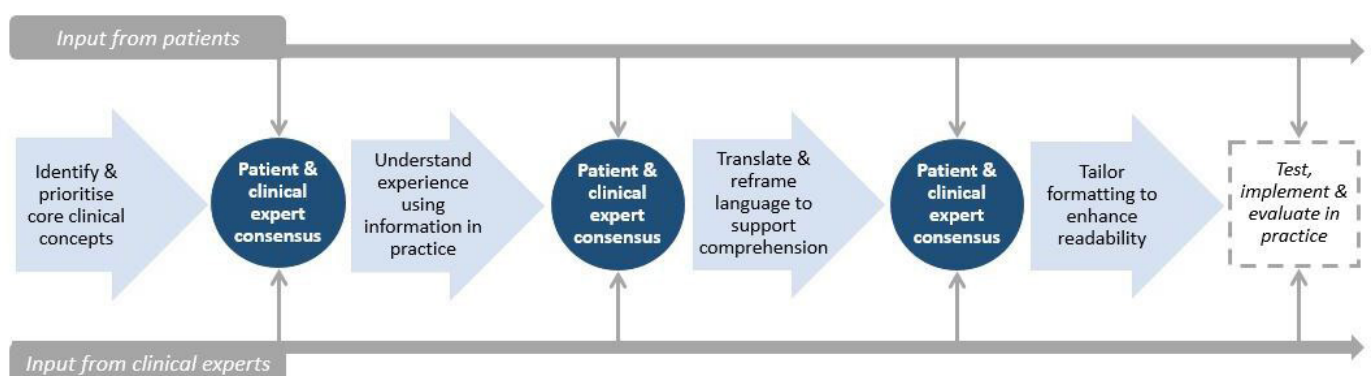 Input from patients
Identify &
prioritise
core clinical
concepts
Patient &
clinical
expert
consensus
Understand
experience
using
information in
practice
Patient &
clinical
expert
consensus
Translate &
reframe
language to
support
comprehension
Patient &
clinical
expert
consensus
Tailor
formatting to
enhance
readability
Test,
implement &
evaluate in
practice
Input from clinical experts